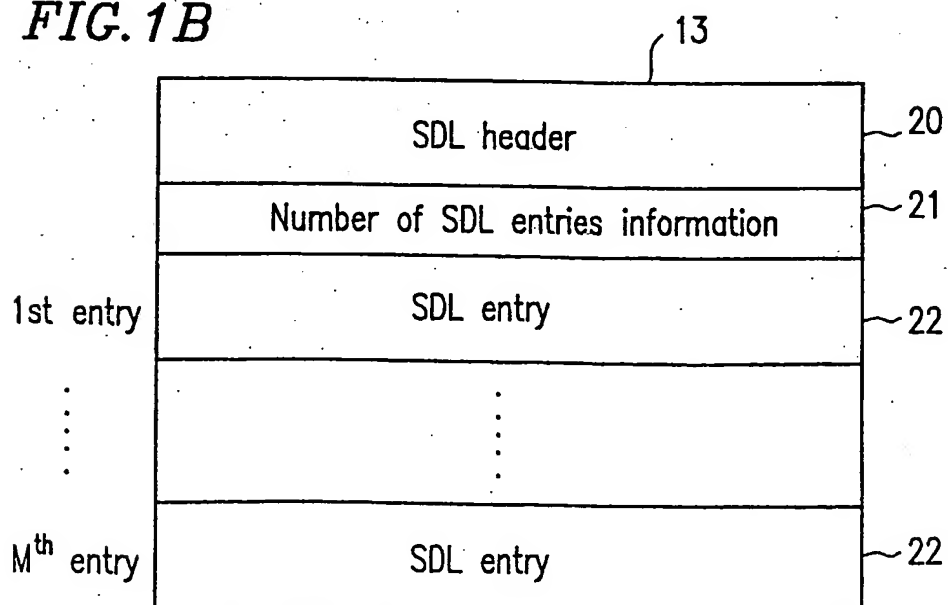 FIG. 1B
13
SDL header
20
Number of SDL entries information
21
1st entry
SDL entry
22
Mth entry
SDL entry
22